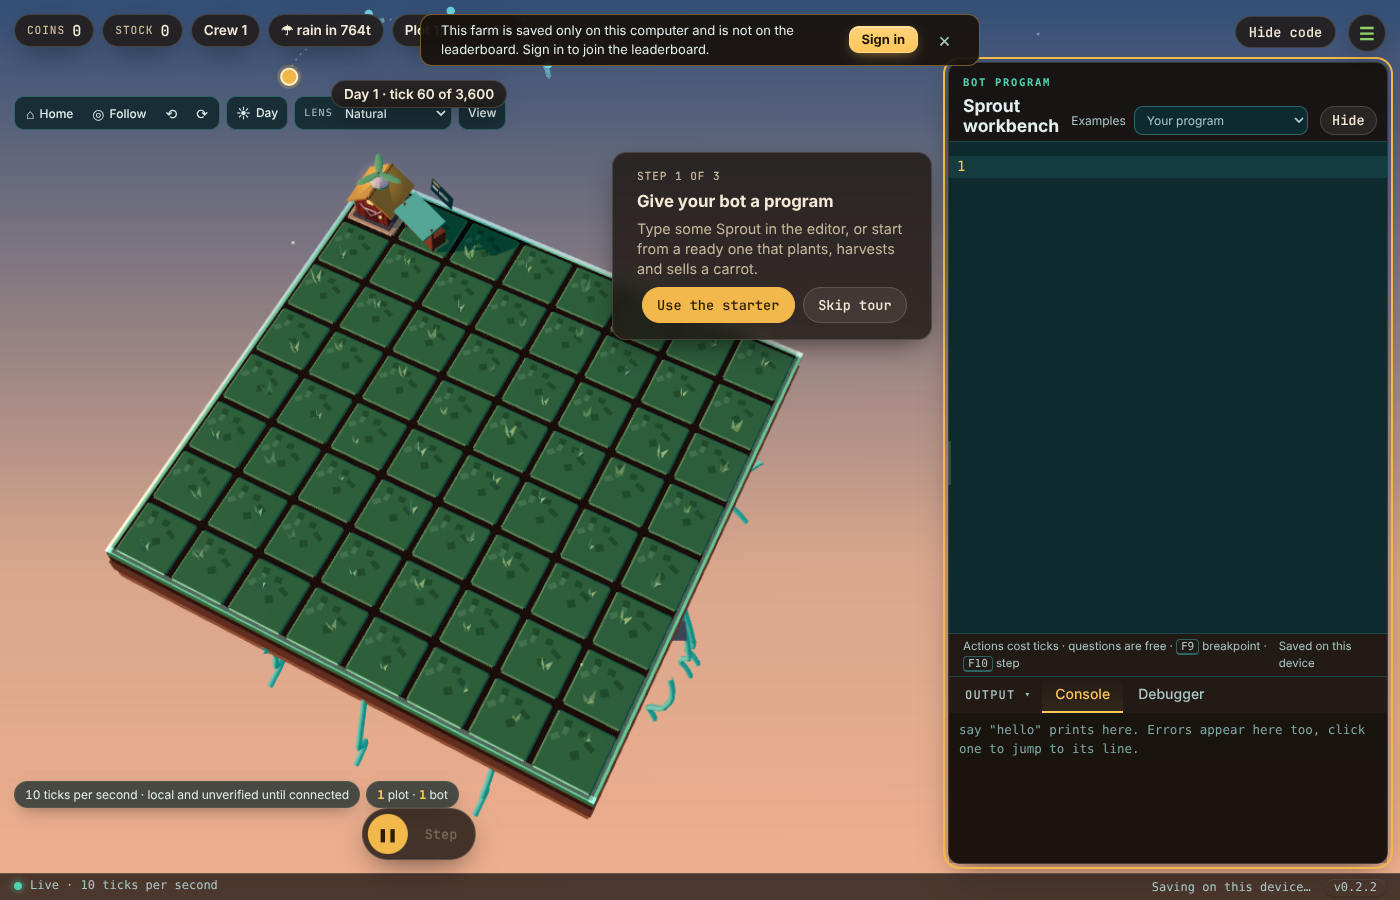 COINS 0
STOCK 0
Crew 1
☂ rain in 764t
This farm is saved only on this computer and is not on the
leaderboard. Sign in to join the leaderboard.
Sign in
×
Hide code
Day 1 · tick 60 of 3,600
Home
Follow
Day
LENS Natural
View
STEP 1 OF 3
Give your bot a program
Type some Sprout in the editor, or start
from a ready one that plants, harvests
and sells a carrot.
Use the starter
Skip tour
BOT PROGRAM
Sprout
workbench
Examples
Your program
Hide
1
Actions cost ticks · questions are free · F9 breakpoint ·
F10 step
Saved on this
device
OUTPUT
Console
Debugger
say "hello" prints here. Errors appear here too, click
one to jump to its line.
10 ticks per second · local and unverified until connected
1 plot · 1 bot
Step
Live · 10 ticks per second
Saving on this device…
v0.2.2